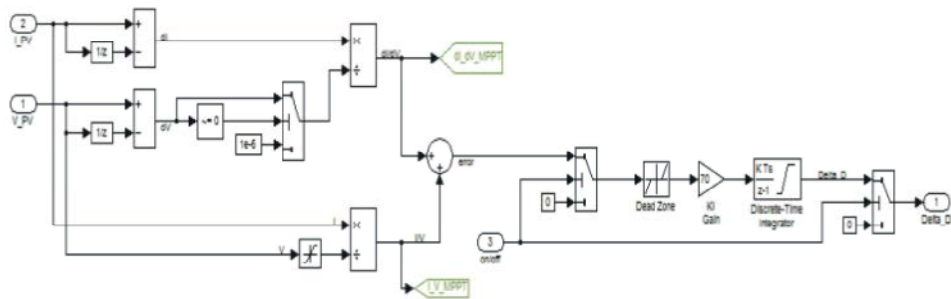 2
I_PV
1/z
dI
×
÷
dI/dV
dI_dV_MPPT
1
V_PV
1/z
dV
~= 0
1e-6
error
0
Dead Zone
70
KI
Gain
K Ts
z-1
Discrete-Time
Integrator
Delta_D
0
1
Delta_D
3
on/off
I
V
×
÷
I/V
I_V_MPPT